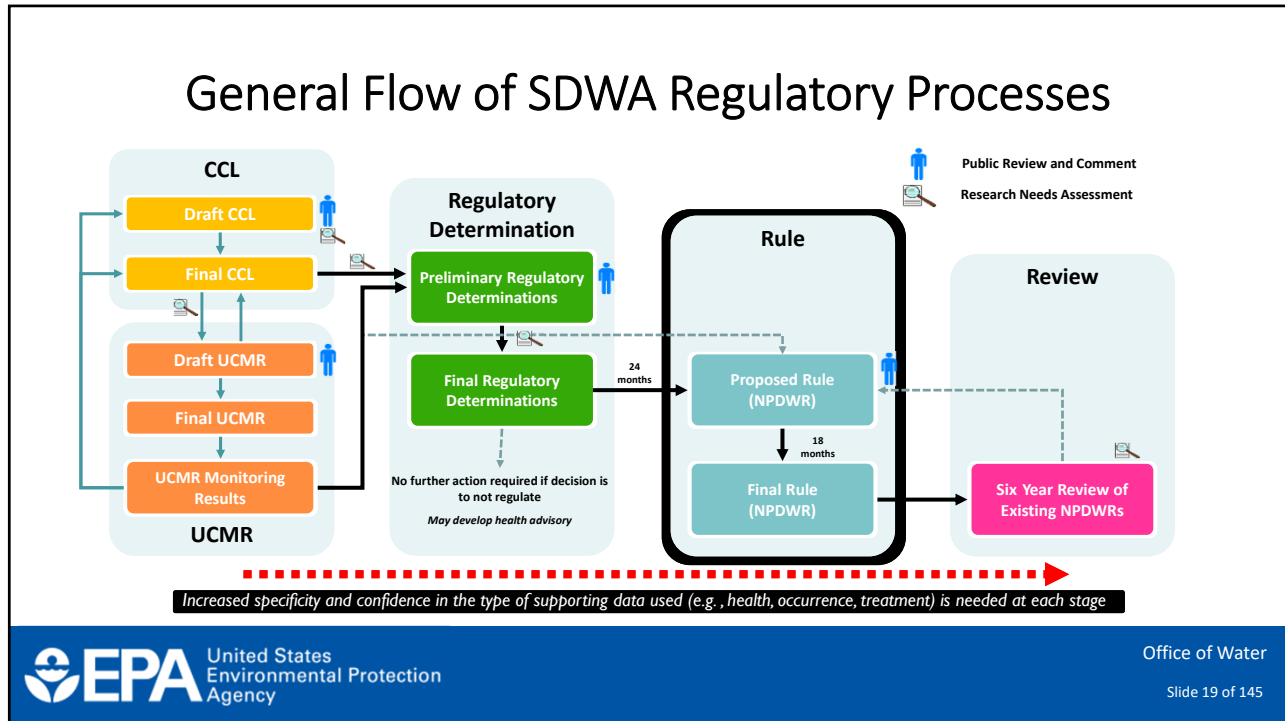 General Flow of SDWA Regulatory Processes
CCL
Draft CCL
Final CCL
Draft UCMR
Final UCMR
UCMR Monitoring
Results
UCMR
Regulatory
Determination
Preliminary Regulatory
Determinations
Final Regulatory
Determinations
No further action required if decision is
to not regulate
May develop health advisory
24
months
Rule
Proposed Rule
(NPDWR)
18
months
Final Rule
(NPDWR)
Public Review and Comment
Research Needs Assessment
Review
Six Year Review of
Existing NPDWRs
Increased specificity and confidence in the type of supporting data used (e.g., health, occurrence, treatment) is needed at each stage
EPA
United States
Environmental Protection
Agency
Office of Water
Slide 19 of 145